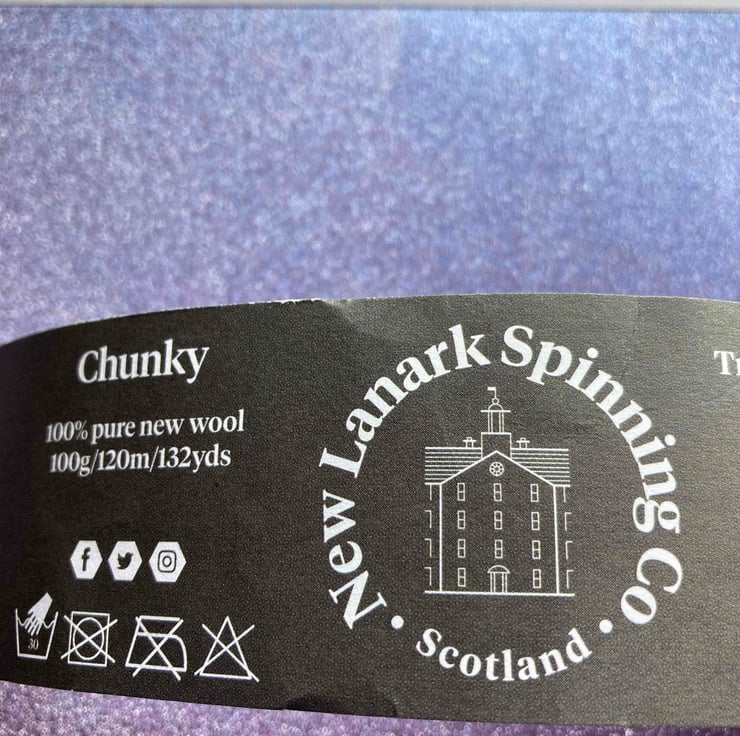 Chunky
100% pure new wool
100g/120m/132yds
30
New Lanark Spinning Co
• Scotland •